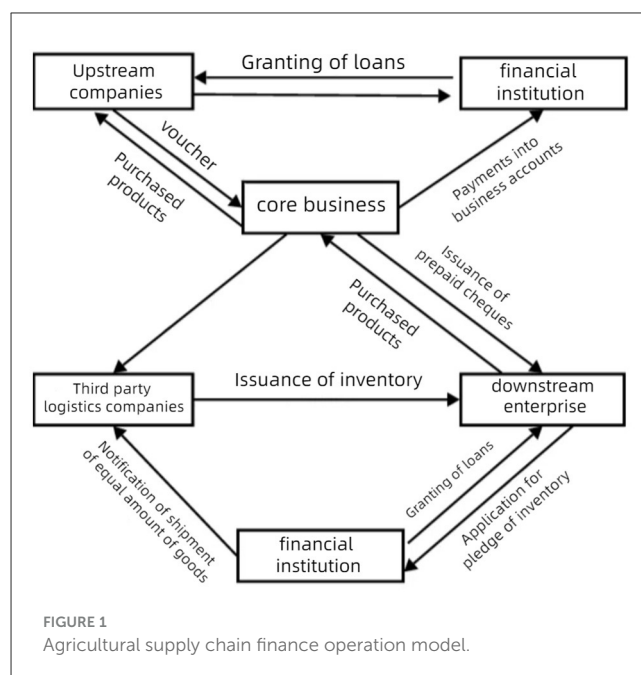 Granting of loans
Upstream
companies
financial
institution
voucher
Purchased
products
Payments into
business accounts
core business
Issuance of
prepaid cheques
Purchased
products
Third party
logistics companies
Issuance of inventory
downstream
enterprise
Notification of shipment
of equal amount of goods
Granting of loans
Application for
pledge of inventory
financial
institution
FIGURE 1
Agricultural supply chain finance operation model.